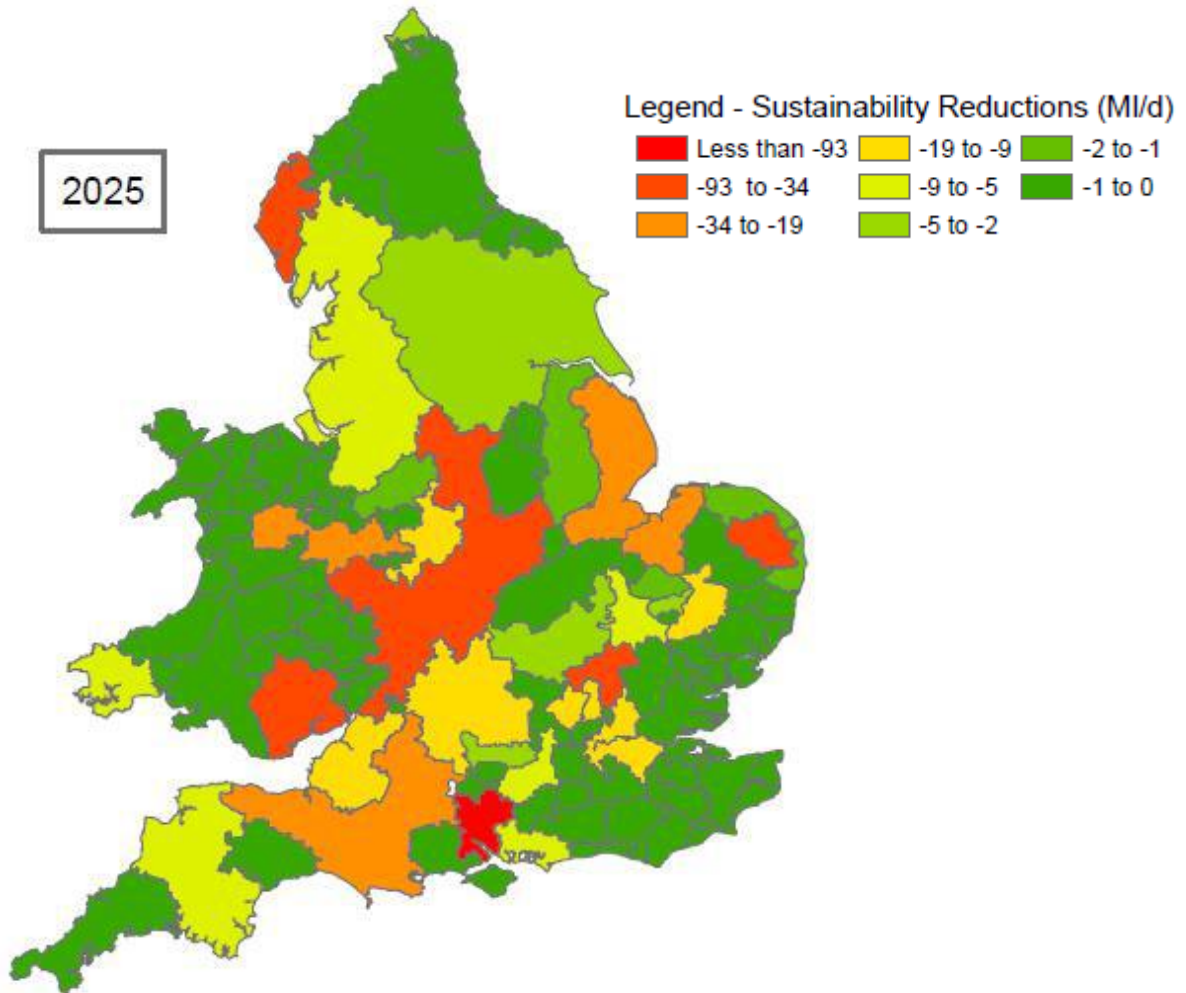 2025
Legend - Sustainability Reductions (Ml/d)
Less than -93
-19 to -9
-2 to -1
-93 to -34
-9 to -5
-1 to 0
-34 to -19
-5 to -2